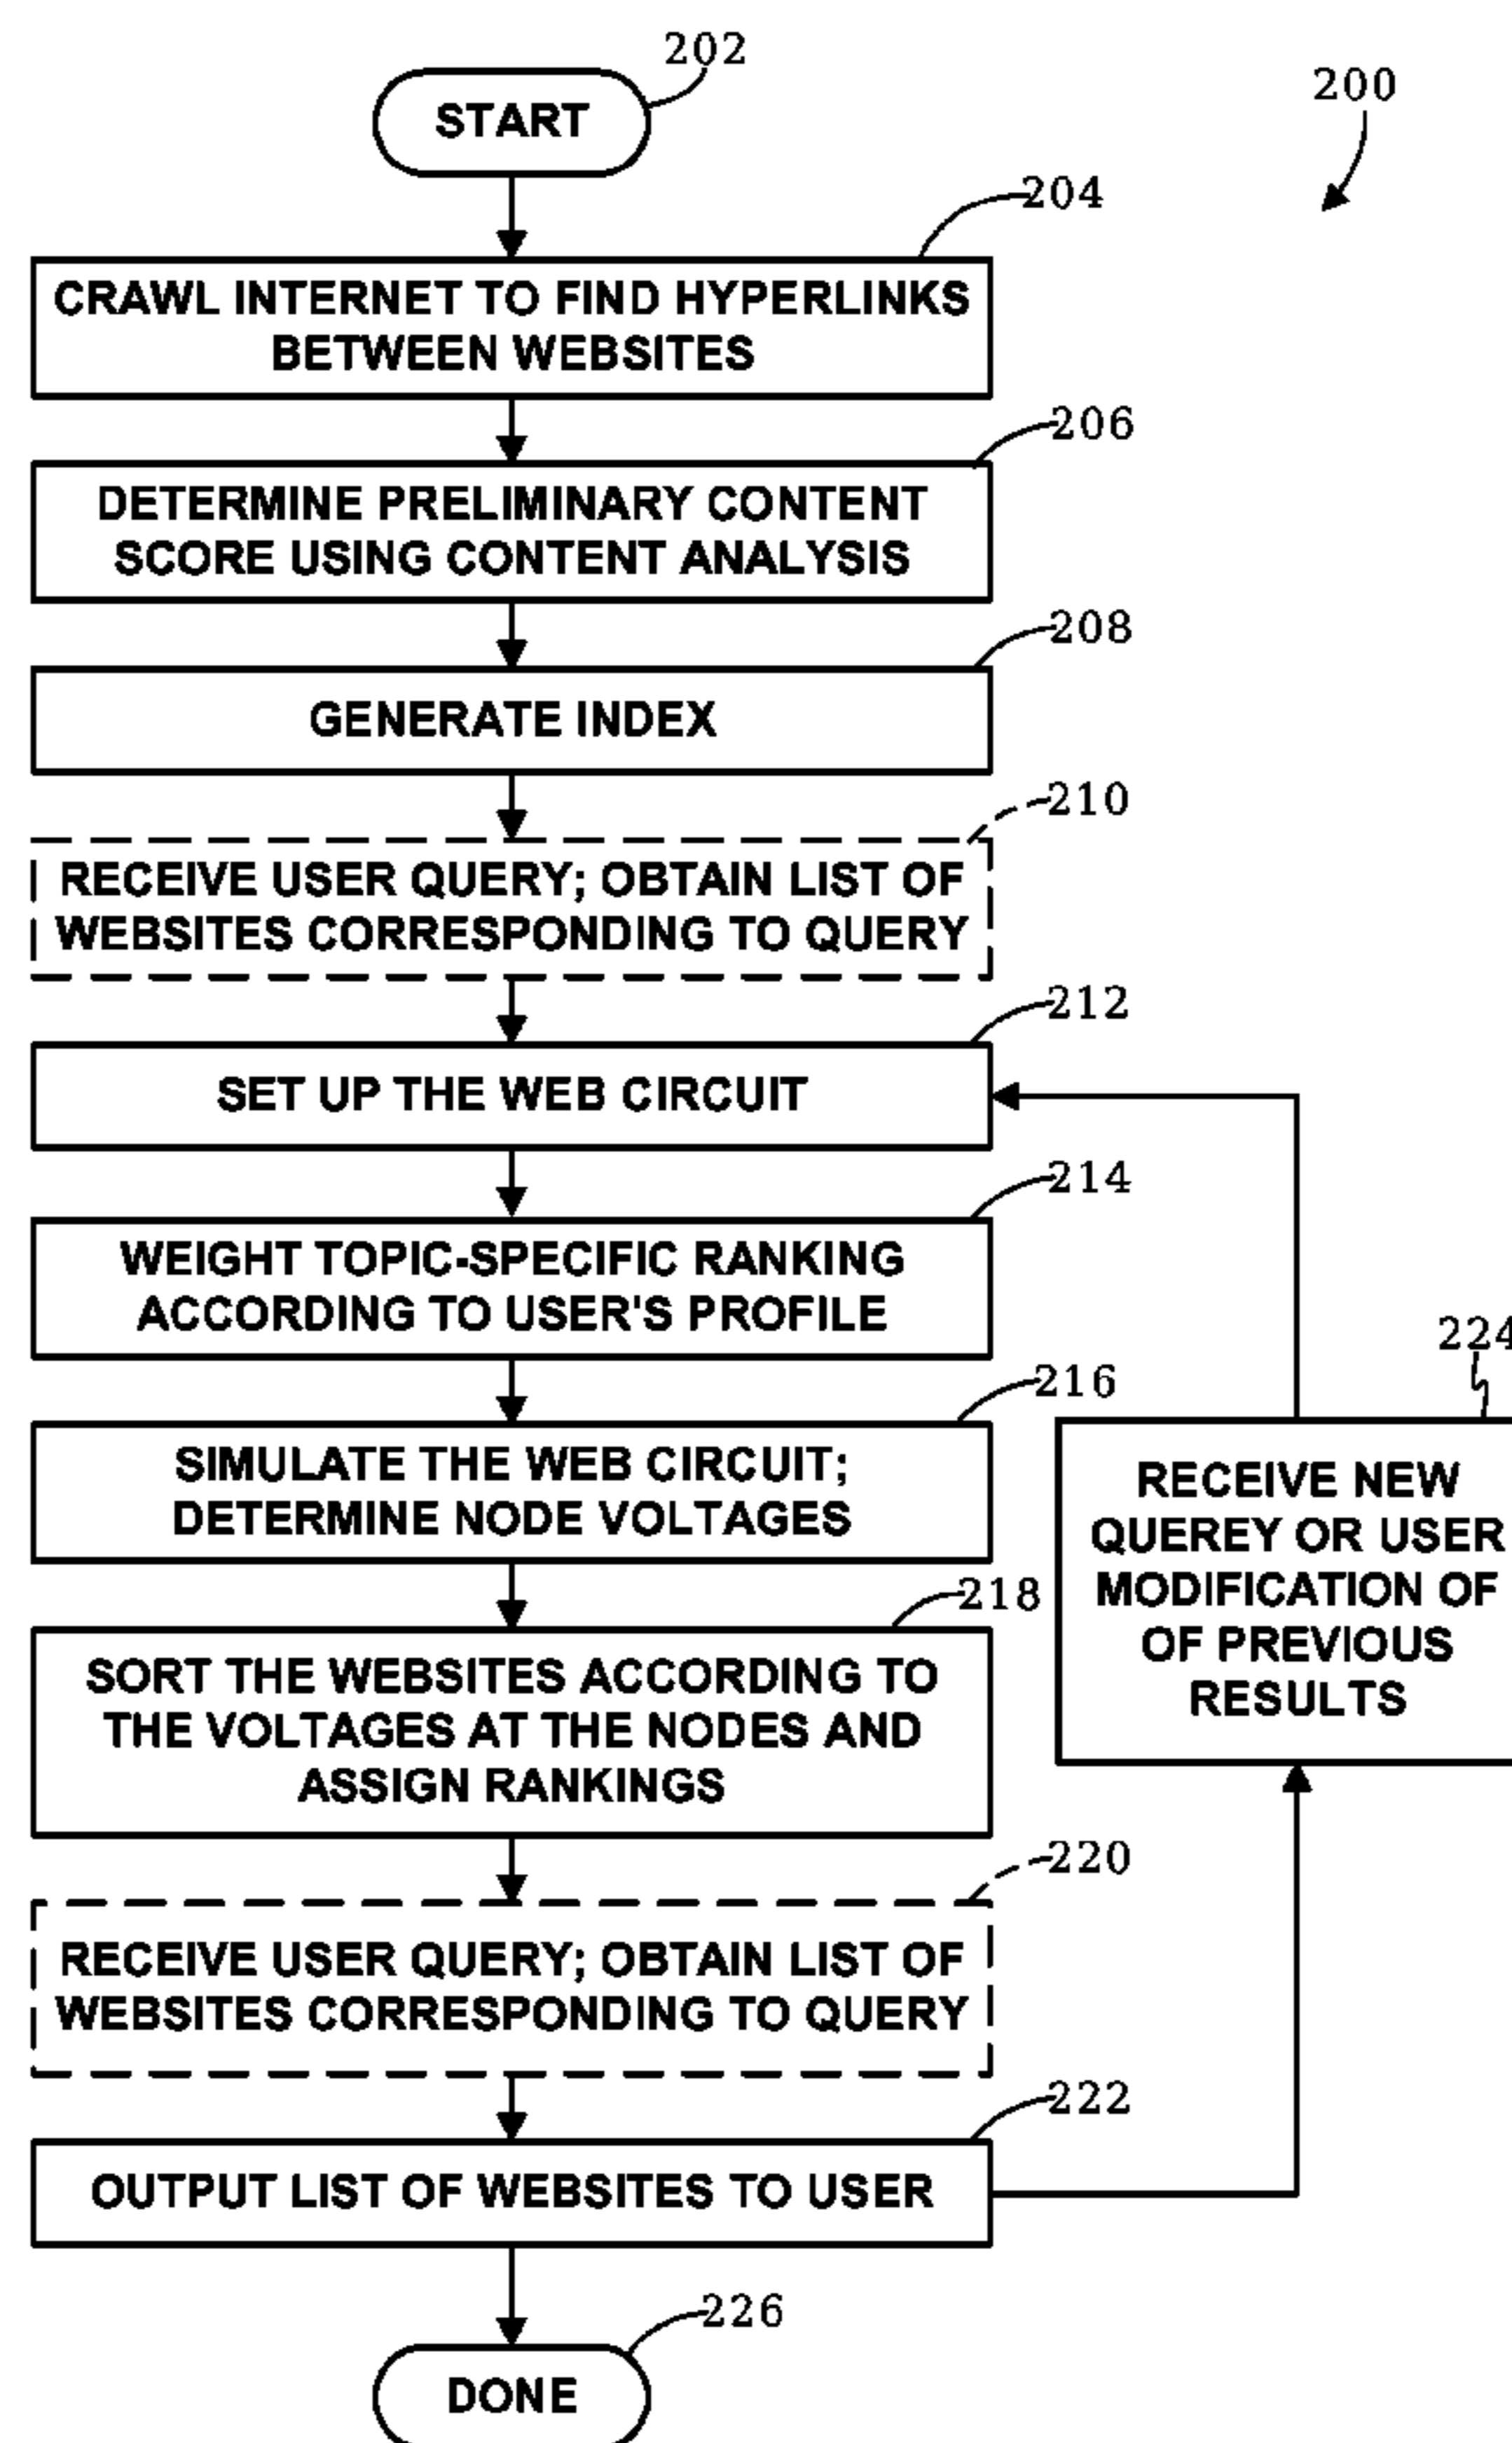 202
START
200
204
CRAWL INTERNET TO FIND HYPERLINKS
BETWEEN WEBSITES
206
DETERMINE PRELIMINARY CONTENT
SCORE USING CONTENT ANALYSIS
208
GENERATE INDEX
210
RECEIVE USER QUERY; OBTAIN LIST OF
WEBSITES CORRESPONDING TO QUERY
212
SET UP THE WEB CIRCUIT
214
WEIGHT TOPIC-SPECIFIC RANKING
ACCORDING TO USER'S PROFILE
216
SIMULATE THE WEB CIRCUIT;
DETERMINE NODE VOLTAGES
218
SORT THE WEBSITES ACCORDING TO
THE VOLTAGES AT THE NODES AND
ASSIGN RANKINGS
220
RECEIVE USER QUERY; OBTAIN LIST OF
WEBSITES CORRESPONDING TO QUERY
222
OUTPUT LIST OF WEBSITES TO USER
224
RECEIVE NEW
QUEREY OR USER
MODIFICATION OF
OF PREVIOUS
RESULTS
226
DONE